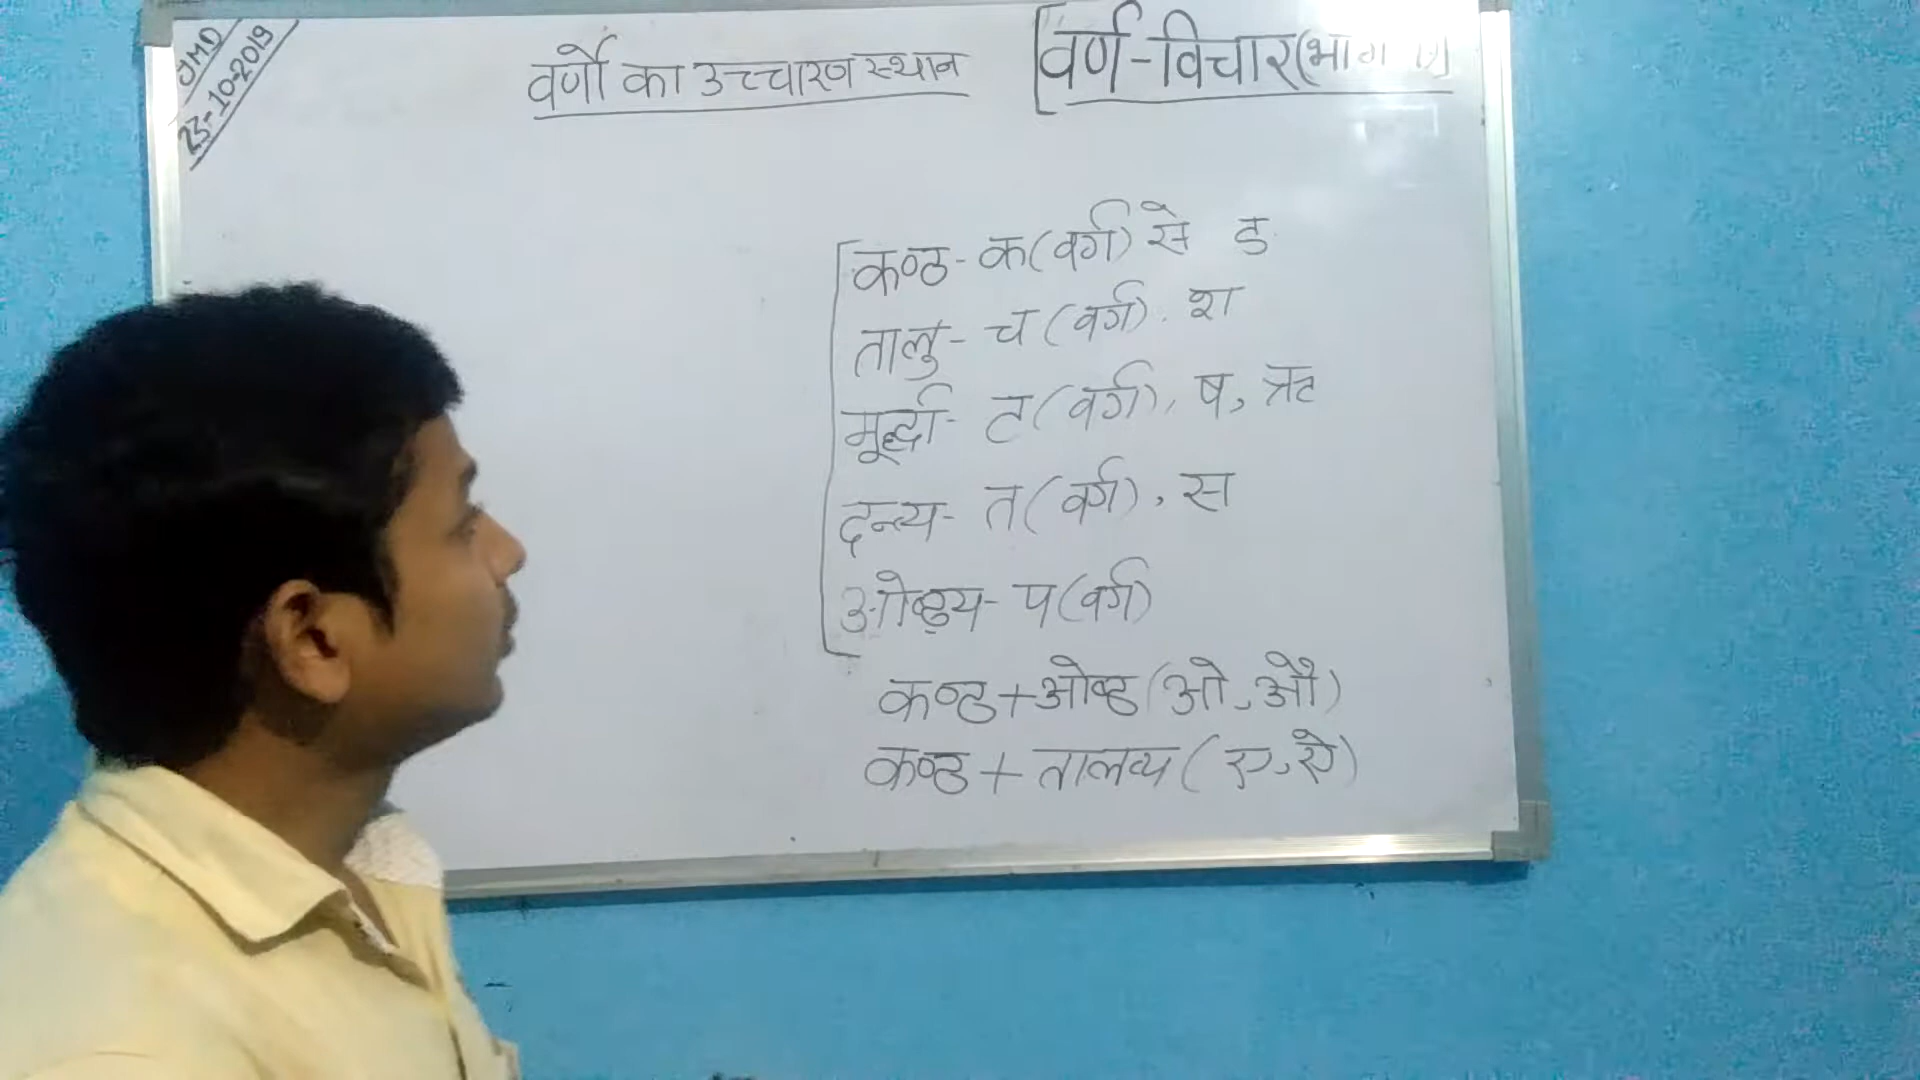 JMD
23-10-2019
वर्णों का उच्चारण स्थान
[वर्ण-विचार(भाग
कण्ठ - क(वर्ग) से ड
तालु - च (वर्ग). श
मूर्द्धा - ट(वर्ग), ष, ऋ
दन्त्य - त(वर्ग), स
ओष्ठ्य - प(वर्ग)
कण्ठ+ओष्ठ(ओ, औ)
कण्ठ + तालव्य (ए, ऐ)